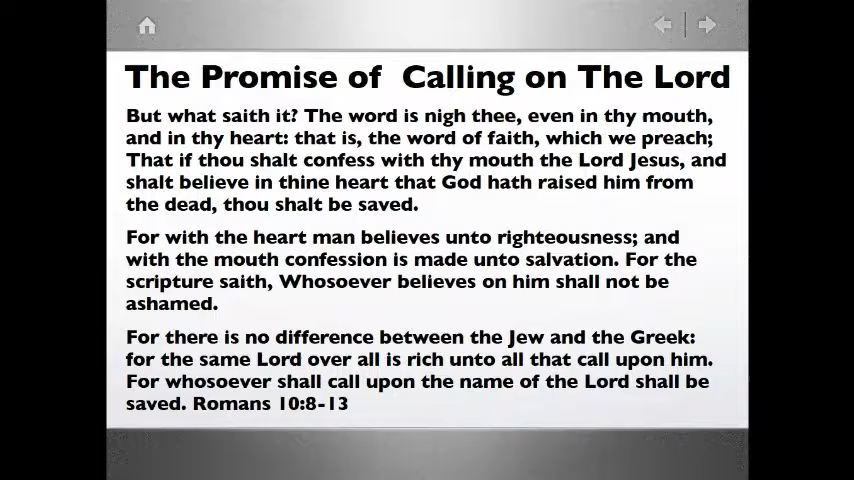 The Promise of Calling on The Lord
But what saith it? The word is nigh thee, even in thy mouth,
and in thy heart: that is, the word of faith, which we preach;
That if thou shalt confess with thy mouth the Lord Jesus, and
shalt believe in thine heart that God hath raised him from
the dead, thou shalt be saved.
For with the heart man believes unto righteousness; and
with the mouth confession is made unto salvation. For the
scripture saith, Whosoever believes on him shall not be
ashamed.
For there is no difference between the Jew and the Greek:
for the same Lord over all is rich unto all that call upon him.
For whosoever shall call upon the name of the Lord shall be
saved. Romans 10:8-13